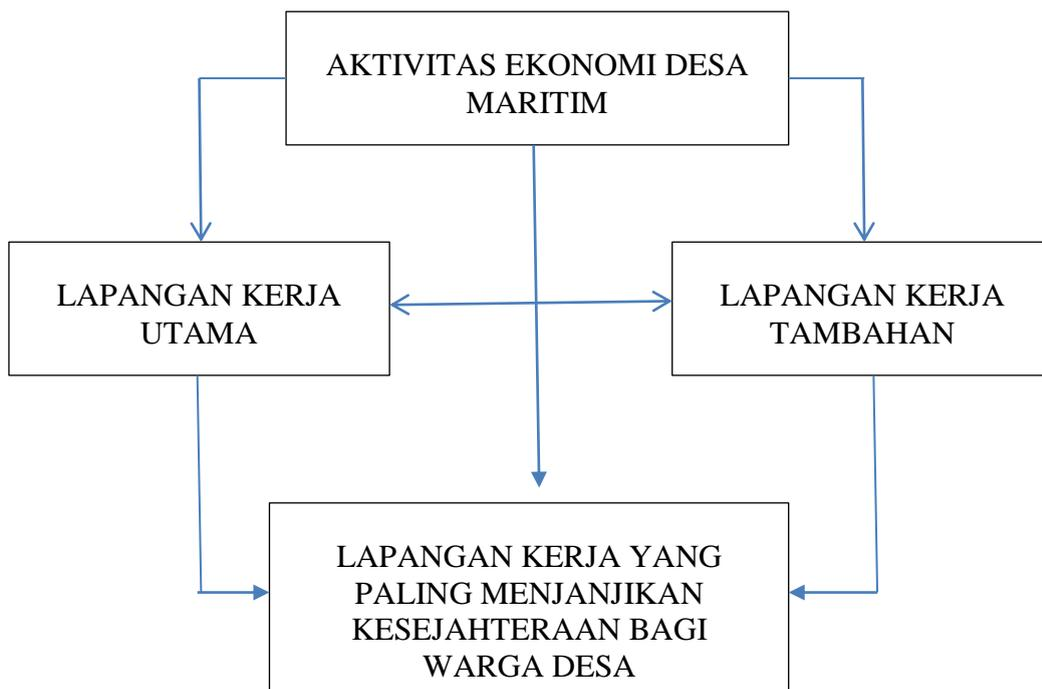 AKTIVITAS EKONOMI DESA
MARITIM
LAPANGAN KERJA
UTAMA
LAPANGAN KERJA
TAMBAHAN
LAPANGAN KERJA YANG
PALING MENJANJIKAN
KESEJAHTERAAN BAGI
WARGA DESA